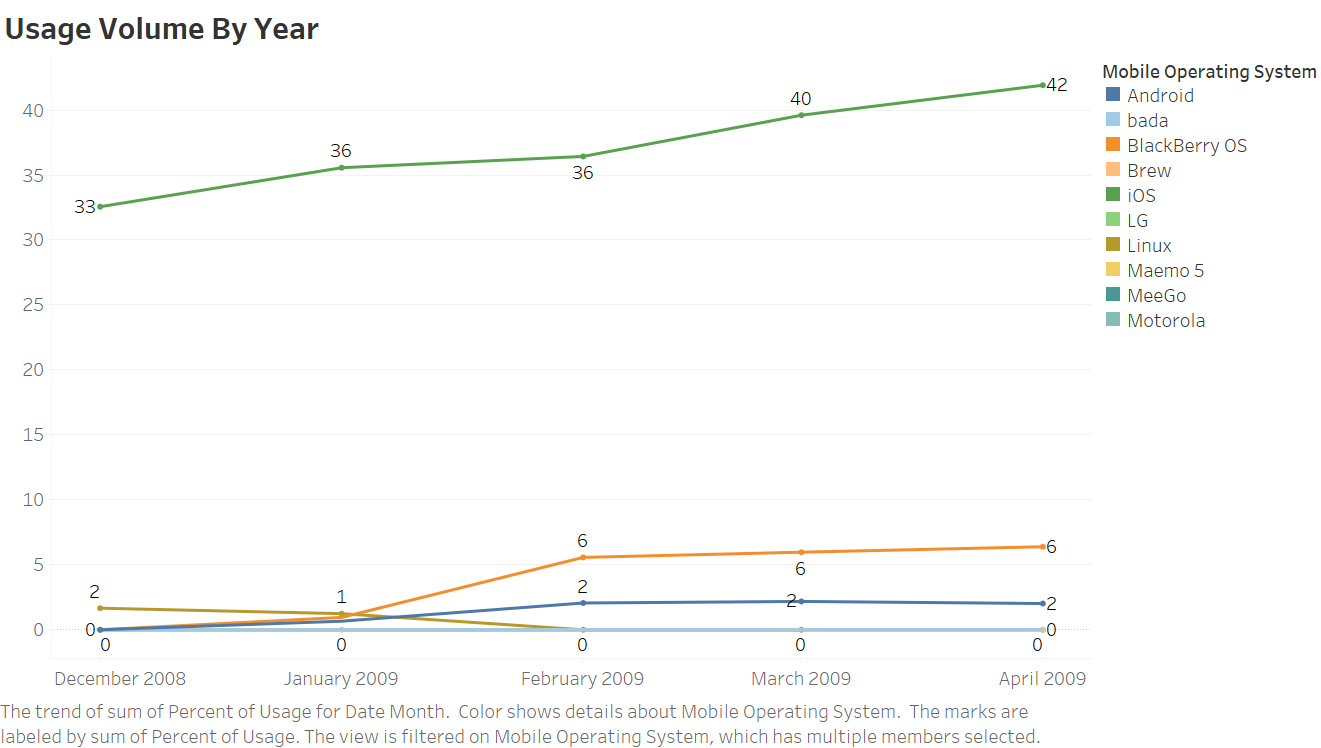 Usage Volume By Year
Mobile Operating System
Android
bada
BlackBerry OS
Brew
iOS
LG
Linux
Maemo 5
MeeGo
Motorola
40
35
30
25
20
15
10
5
0
33
36
36
40
42
2
1
6
6
6
2
2
2
0
0
0
0
0
0
0
December 2008
January 2009
February 2009
March 2009
April 2009
The trend of sum of Percent of Usage for Date Month.  Color shows details about Mobile Operating System.  The marks are
labeled by sum of Percent of Usage. The view is filtered on Mobile Operating System, which has multiple members selected.